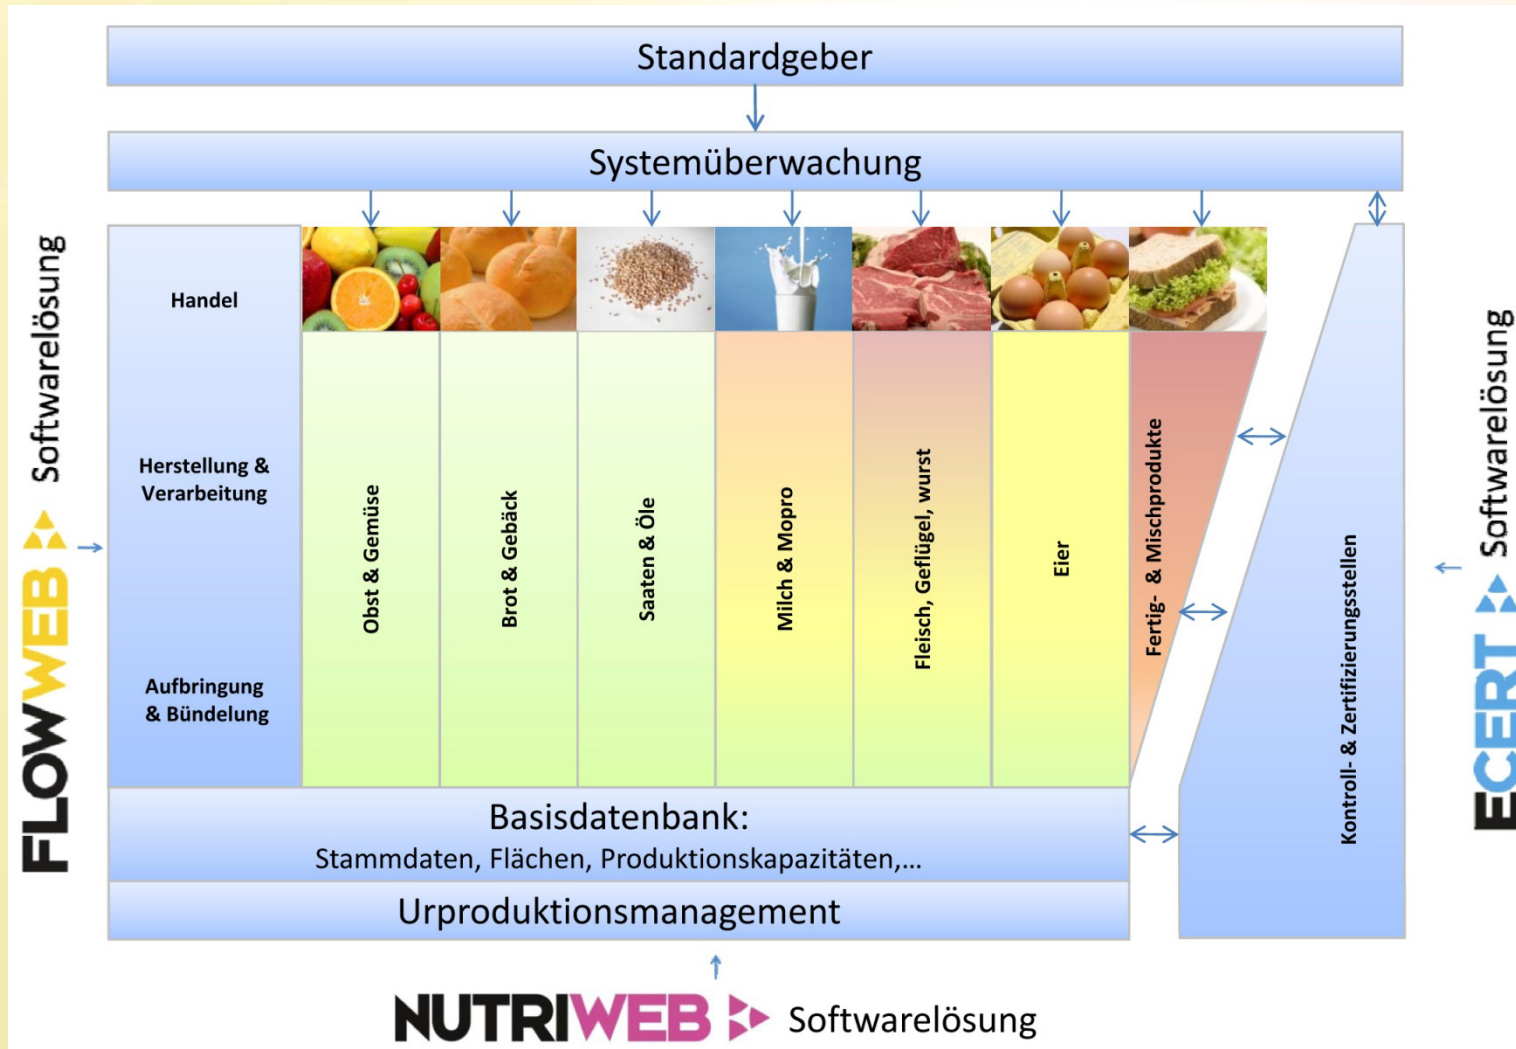 Standardgeber
Systemüberwachung
Handel
Herstellung &
Verarbeitung
Aufbringung
& Bündelung
Obst & Gemüse
Brot & Gebäck
Saaten & Öle
Milch & Mopro
Fleisch, Geflügel, wurst
Eier
Fertig- & Mischprodukte
Kontroll- & Zertifizierungsstellen
Basisdatenbank:
Stammdaten, Flächen, Produktionskapazitäten,...
Urproduktionsmanagement
FLOWWEB Softwarelösung
ECERT Softwarelösung
NUTRIWEB Softwarelösung